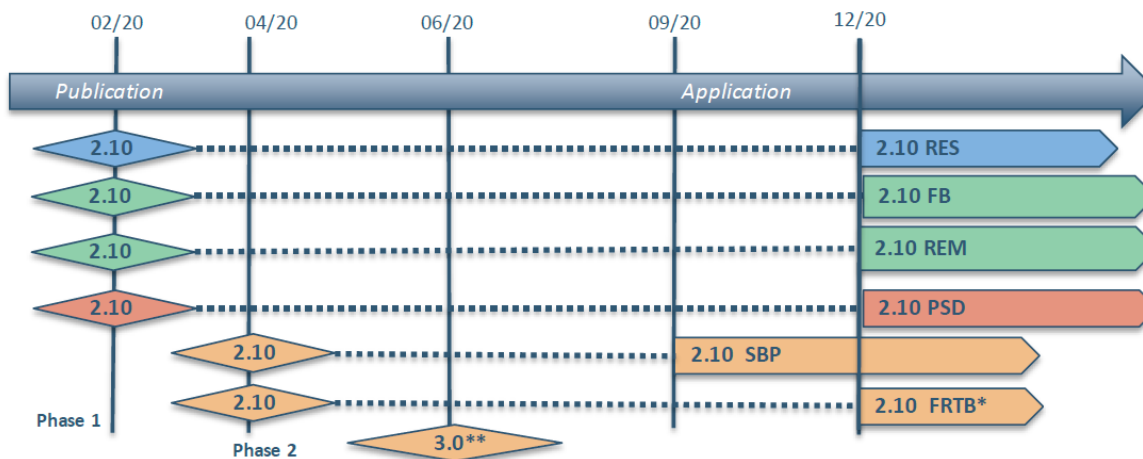 02/20 04/20 06/20 09/20 12/20
Publication Application
2.10 2.10 RES
2.10 2.10 FB
2.10 2.10 REM
2.10 2.10 PSD
2.10 2.10 SBP
2.10 2.10 FRTB*
Phase 1
Phase 2 3.0**